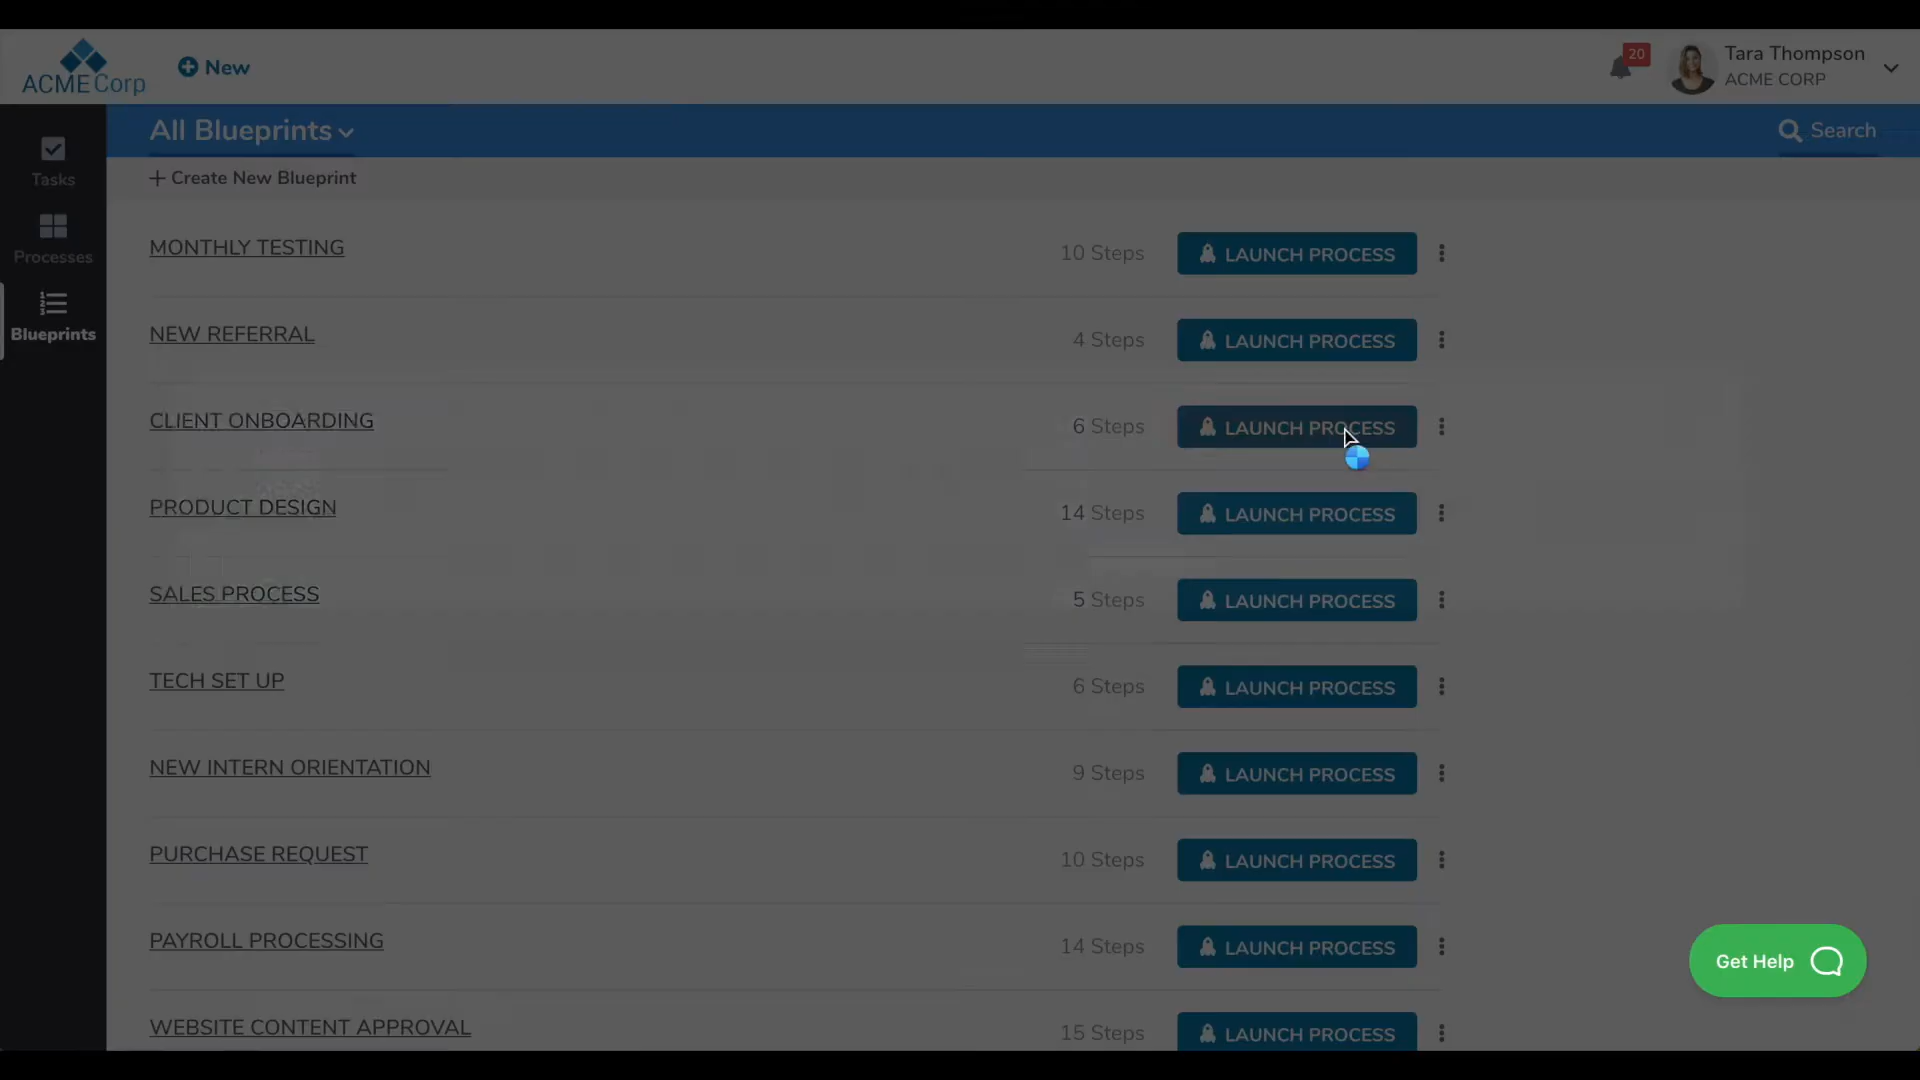 ACME Corp
New
20
Tara Thompson
ACME CORP
All Blueprints
Search
Tasks
Create New Blueprint
Processes
Blueprints
MONTHLY TESTING 10 Steps LAUNCH PROCESS
NEW REFERRAL 4 Steps LAUNCH PROCESS
CLIENT ONBOARDING 6 Steps LAUNCH PROCESS
PRODUCT DESIGN 14 Steps LAUNCH PROCESS
SALES PROCESS 5 Steps LAUNCH PROCESS
TECH SET UP 6 Steps LAUNCH PROCESS
NEW INTERN ORIENTATION 9 Steps LAUNCH PROCESS
PURCHASE REQUEST 10 Steps LAUNCH PROCESS
PAYROLL PROCESSING 14 Steps LAUNCH PROCESS
Get Help
WEBSITE CONTENT APPROVAL 15 Steps LAUNCH PROCESS